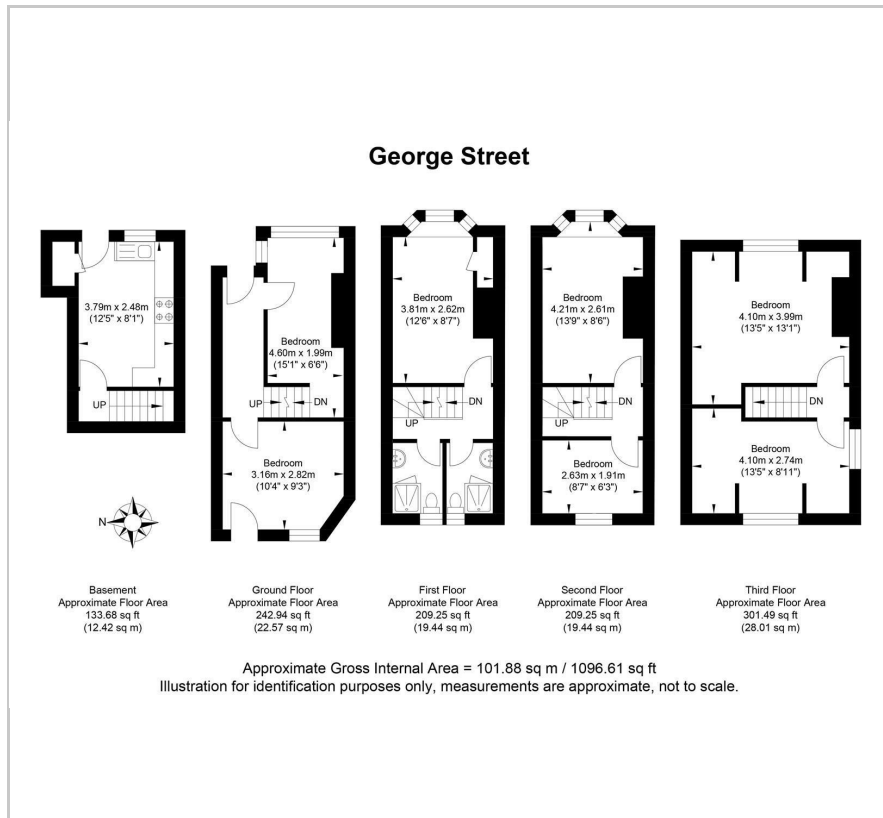 George Street
3.79m x 2.48m
(12'5" x 8'1")
UP
Bedroom
4.60m x 1.99m
(15'1" x 6'6")
UP
DN
Bedroom
3.16m x 2.82m
(10'4" x 9'3")
Bedroom
3.81m x 2.62m
(12'6" x 8'7")
DN
UP
Bedroom
4.21m x 2.61m
(13'9" x 8'6")
DN
UP
Bedroom
2.63m x 1.91m
(8'7" x 6'3")
Bedroom
4.10m x 3.99m
(13'5" x 13'1")
DN
Bedroom
4.10m x 2.74m
(13'5" x 8'11")
N
Basement
Approximate Floor Area
133.68 sq ft
(12.42 sq m)
Ground Floor
Approximate Floor Area
242.94 sq ft
(22.57 sq m)
First Floor
Approximate Floor Area
209.25 sq ft
(19.44 sq m)
Second Floor
Approximate Floor Area
209.25 sq ft
(19.44 sq m)
Third Floor
Approximate Floor Area
301.49 sq ft
(28.01 sq m)
Approximate Gross Internal Area = 101.88 sq m / 1096.61 sq ft
Illustration for identification purposes only, measurements are approximate, not to scale.